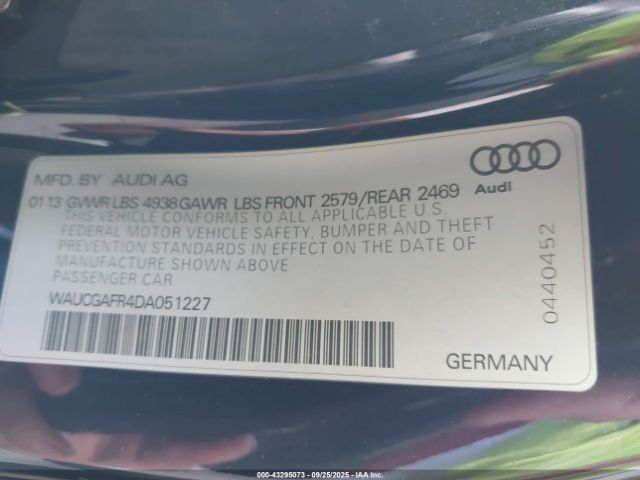 MFD. BY AUDI AG
01 13 GVWR LBS 4938 GAWR LBS FRONT 2579/REAR 2469
THIS VEHICLE CONFORMS TO ALL APPLICABLE U.S.
FEDERAL MOTOR VEHICLE SAFETY, BUMPER AND THEFT
PREVENTION STANDARDS IN EFFECT ON THE DATE OF
MANUFACTURE SHOWN ABOVE
PASSENGER CAR
WAUCGAFR4DA051227
Audi
0440452
GERMANY
000-43295073 - 09/25/2025 - IAA Inc.